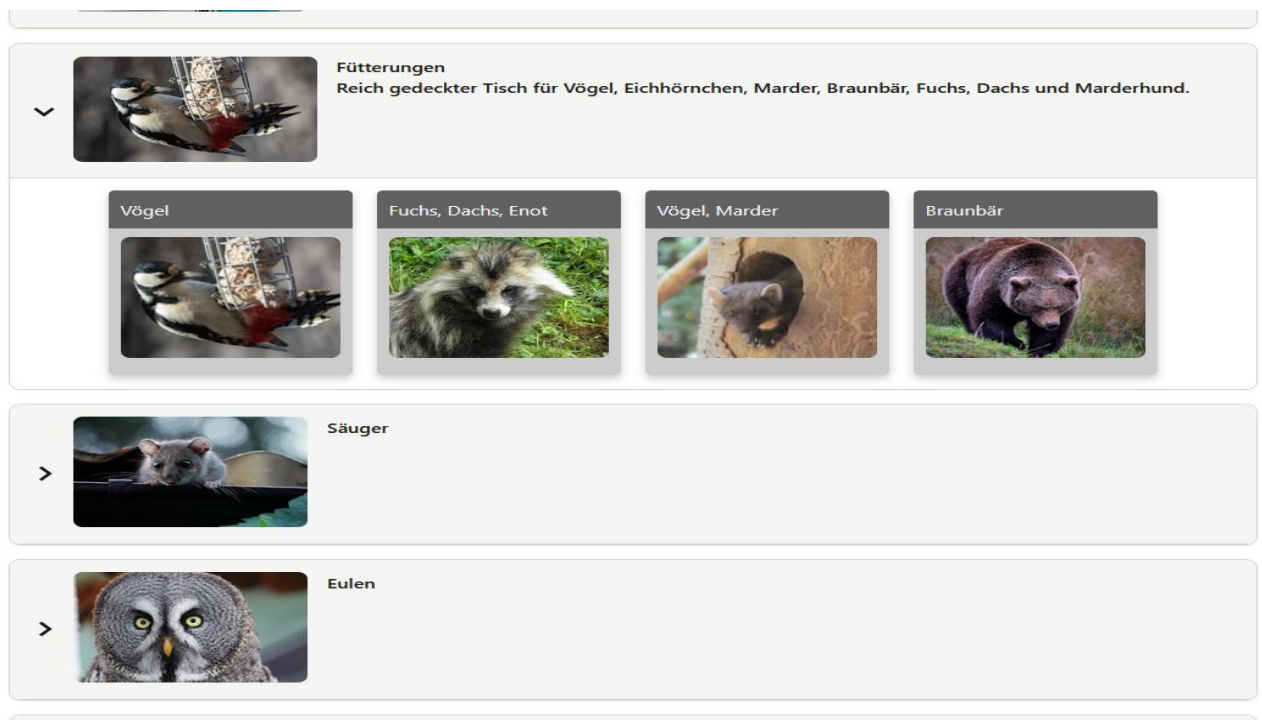 Fütterungen
Reich gedeckter Tisch für Vögel, Eichhörnchen, Marder, Braunbär, Fuchs, Dachs und Marderhund.
Vögel
Fuchs, Dachs, Enot
Vögel, Marder
Braunbär
Säuger
Eulen